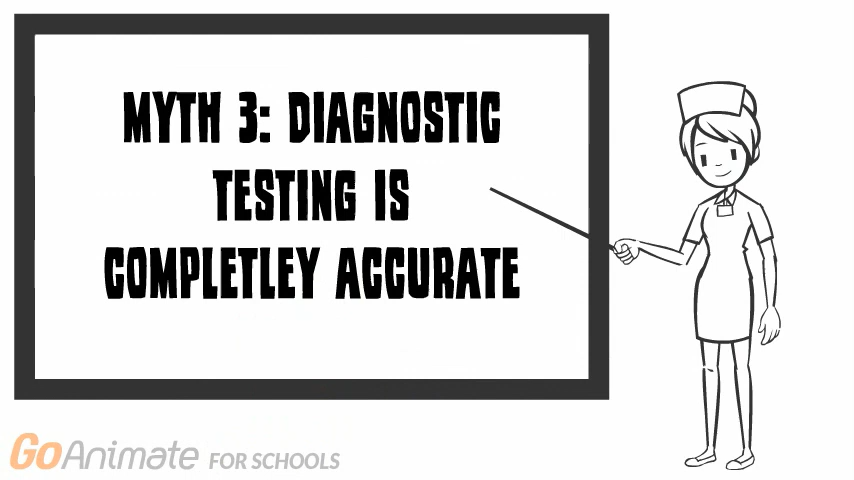 MYTH 3: DIAGNOSTIC
TESTING IS
COMPLETLEY ACCURATE
GoAnimate FOR SCHOOLS